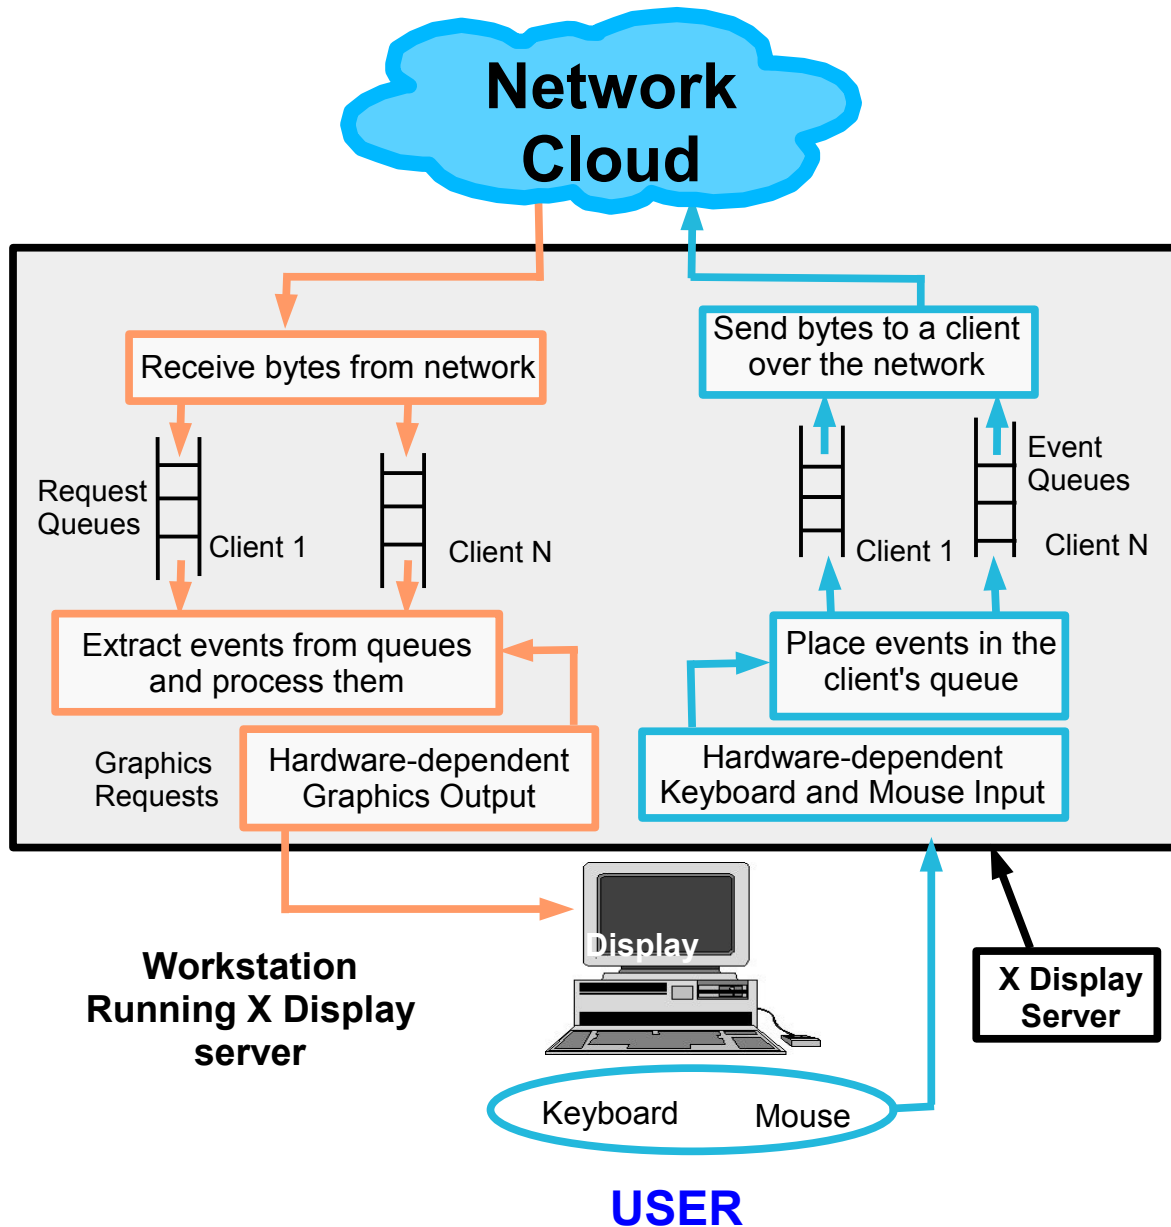 Network
Cloud
Receive bytes from network
Send bytes to a client
over the network
Request
Queues
Client 1
Client N
Event
Queues
Client 1
Client N
Extract events from queues
and process them
Place events in the
client's queue
Graphics
Requests
Hardware-dependent
Graphics Output
Hardware-dependent
Keyboard and Mouse Input
Display
Workstation
Running X Display
server
X Display
Server
Keyboard
Mouse
USER